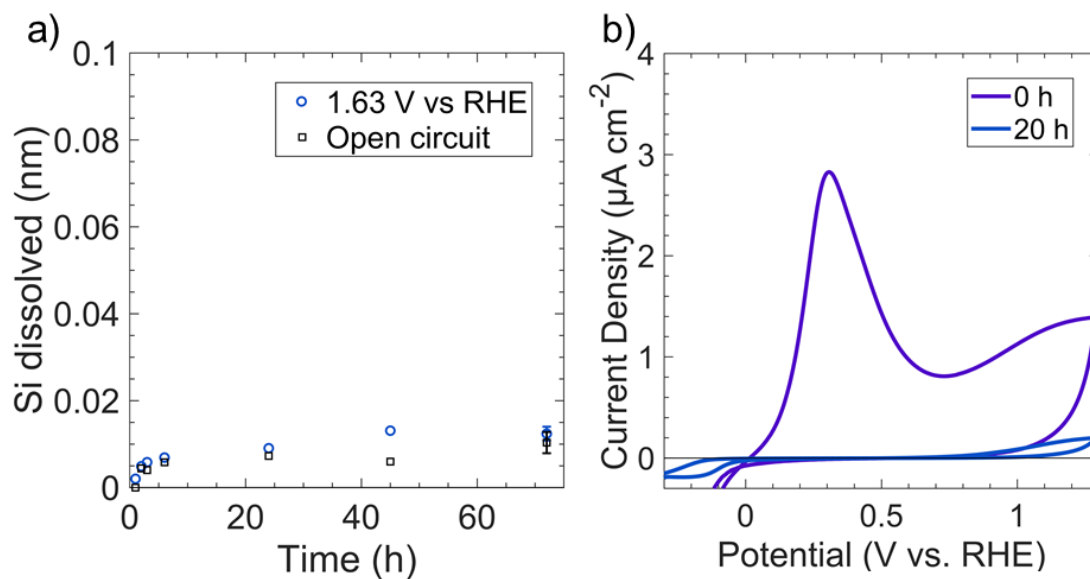 a)
Si dissolved (nm)
0.1
0.08
0.06
0.04
0.02
0
1.63 V vs RHE
Open circuit
0
20
40
60
Time (h)
b)
Current Density (µA cm⁻²)
4
3
2
1
0
0 h
20 h
0
0.5
1
Potential (V vs. RHE)